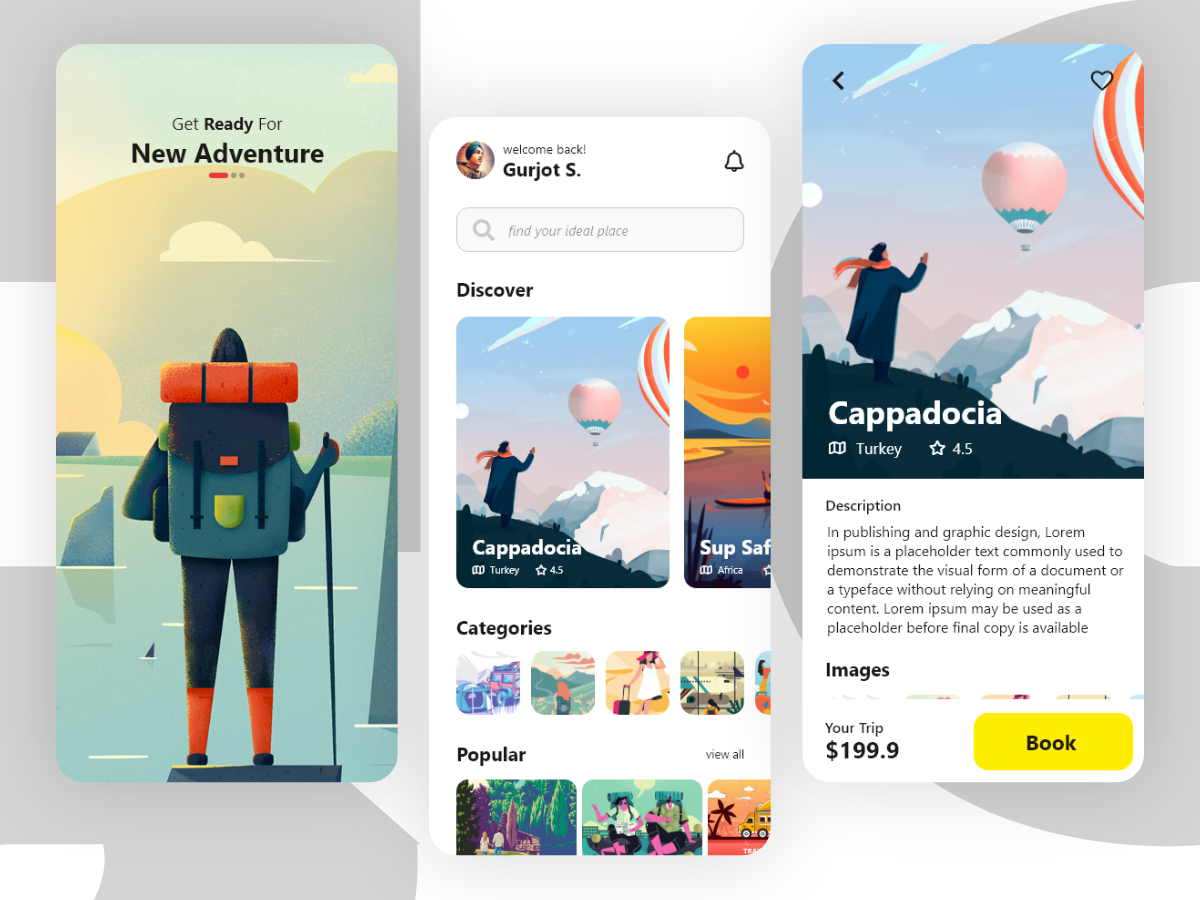 Get Ready For
New Adventure
welcome back!
Gurjot S.
find your ideal place
Discover
Cappadocia
Turkey
4.5
Sup Saf
Africa
Categories
Popular
view all
Cappadocia
Turkey
4.5
Description
In publishing and graphic design, Lorem
ipsum is a placeholder text commonly used to
demonstrate the visual form of a document or
a typeface without relying on meaningful
content. Lorem ipsum may be used as a
placeholder before final copy is available
Images
Your Trip
$199.9
Book